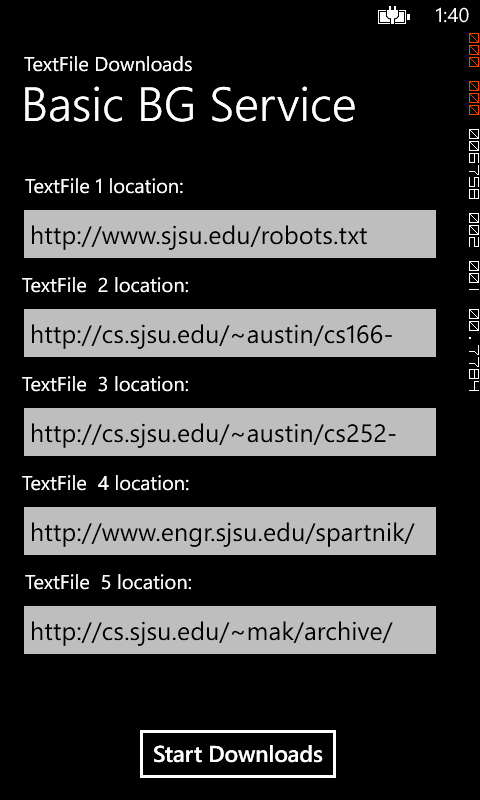 1:40
TextFile Downloads
Basic BG Service
TextFile 1 location:
http://www.sjsu.edu/robots.txt
TextFile  2 location:
http://cs.sjsu.edu/~austin/cs166-
TextFile  3 location:
http://cs.sjsu.edu/~austin/cs252-
TextFile  4 location:
http://www.engr.sjsu.edu/spartnik/
TextFile  5 location:
http://cs.sjsu.edu/~mak/archive/
Start Downloads
000 000 006758 002 001 00.7784